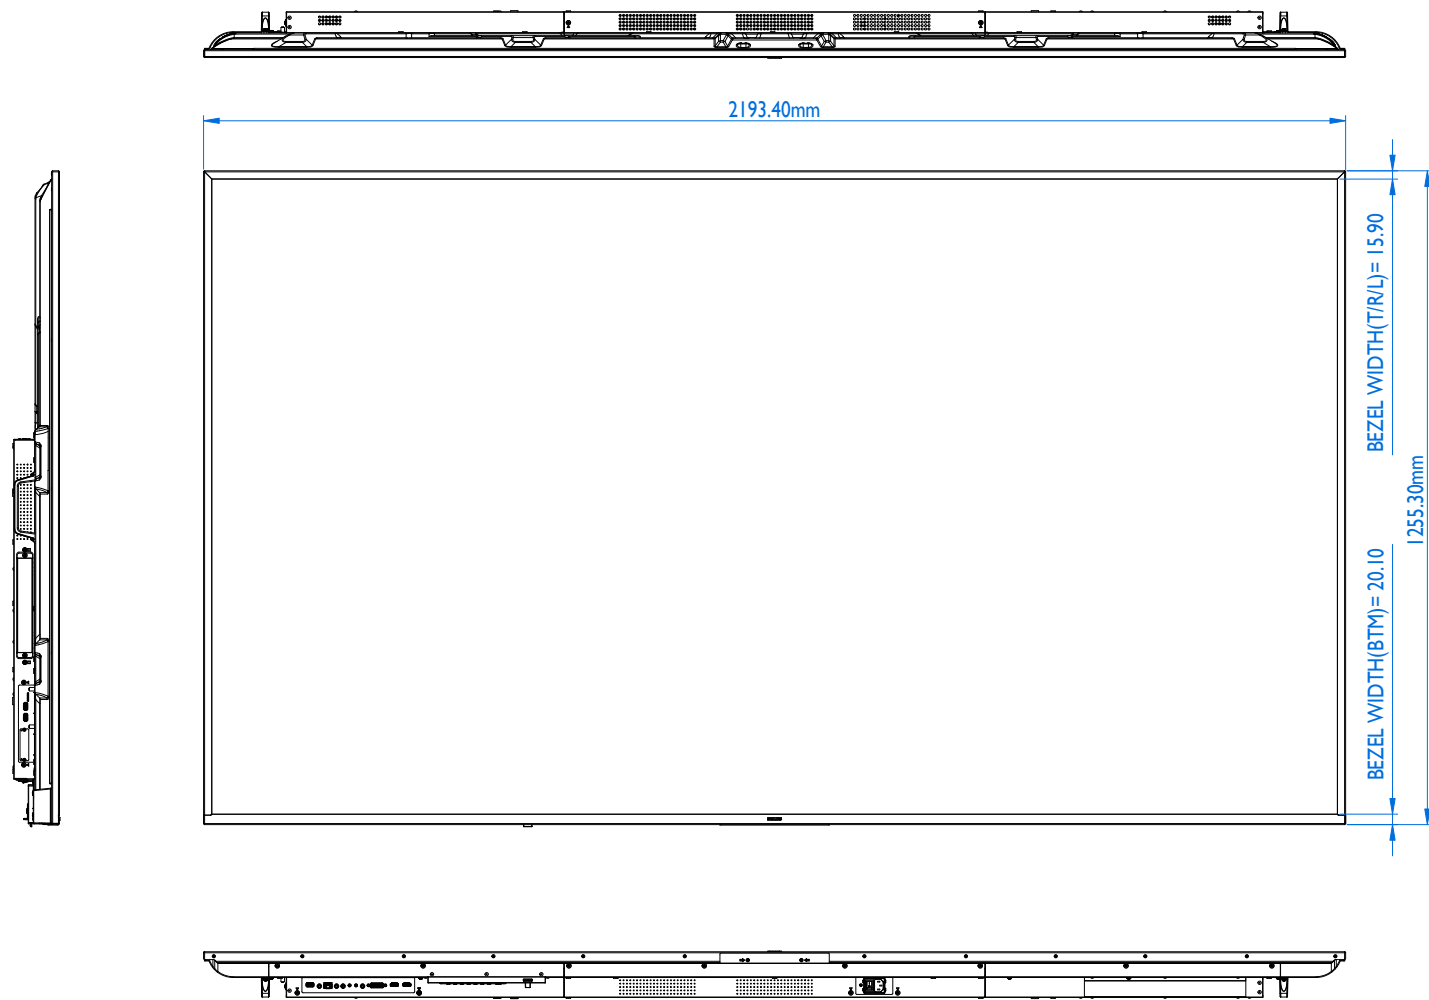 2193.40mm
BEZEL WIDTH(T/R/L)= 15.90
1255.30mm
BEZEL WIDTH(BTM)= 20.10